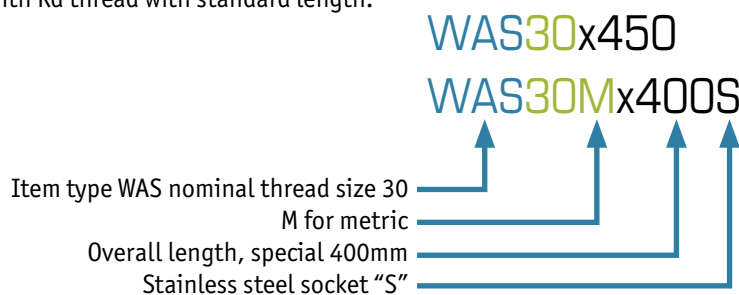 with Rd thread with standard length.
WAS30x450
WAS30Mx400S
Item type WAS nominal thread size 30
M for metric
Overall length, special 400mm
Stainless steel socket “S”